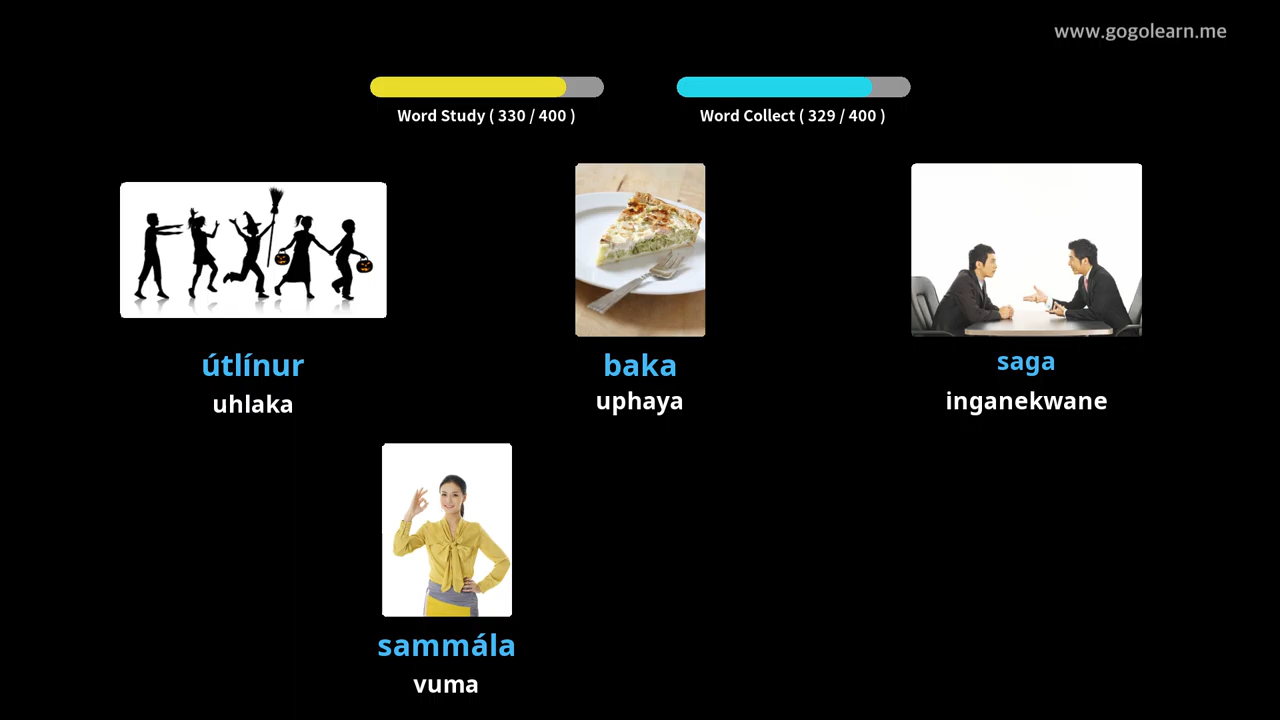 www.gogolearn.me
Word Study ( 330 / 400 )
Word Collect ( 329 / 400 )
útlínur
baka
saga
uhlaka
uphaya
inganekwane
sammála
vuma